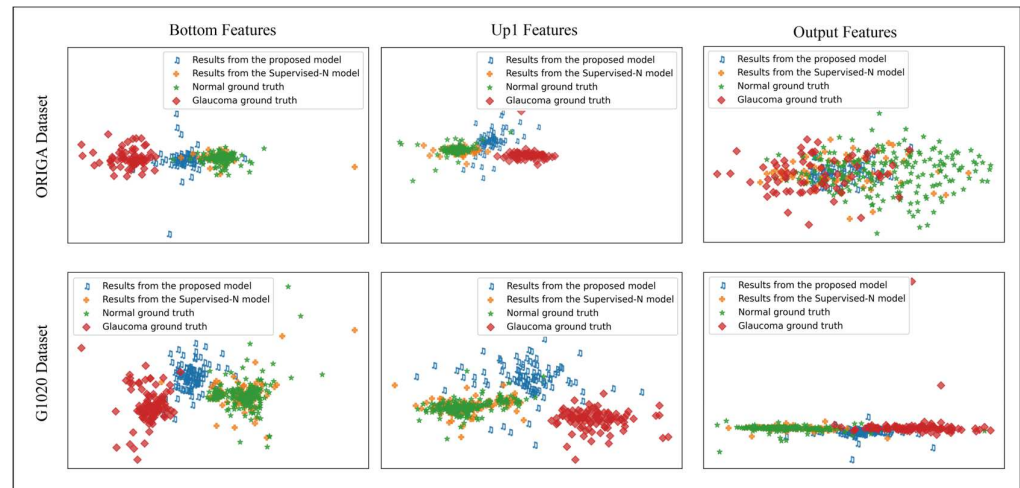 Bottom Features
Up1 Features
Output Features
ORIGA Dataset
Results from the proposed model
Results from the Supervised-N model
Normal ground truth
Glaucoma ground truth
Results from the proposed model
Results from the Supervised-N model
Normal ground truth
Glaucoma ground truth
Results from the proposed model
Results from the Supervised-N model
Normal ground truth
Glaucoma ground truth
G1020 Dataset
Results from the proposed model
Results from the Supervised-N model
Normal ground truth
Glaucoma ground truth
Results from the proposed model
Results from the Supervised-N model
Normal ground truth
Glaucoma ground truth
Results from the proposed model
Results from the Supervised-N model
Normal ground truth
Glaucoma ground truth